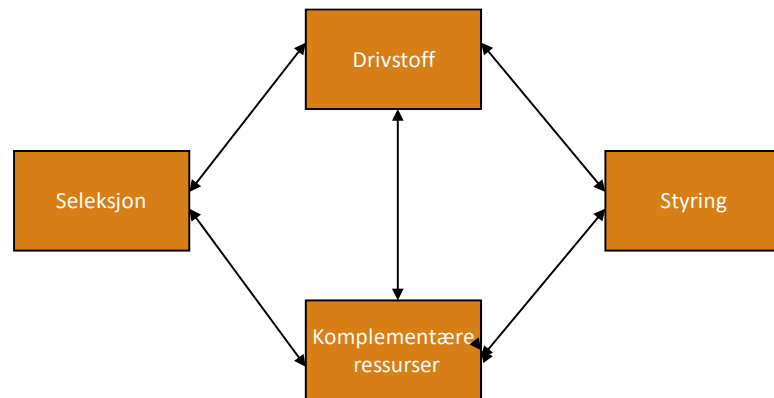 Drivstoff
Seleksjon
Styring
Komplementære
ressurser